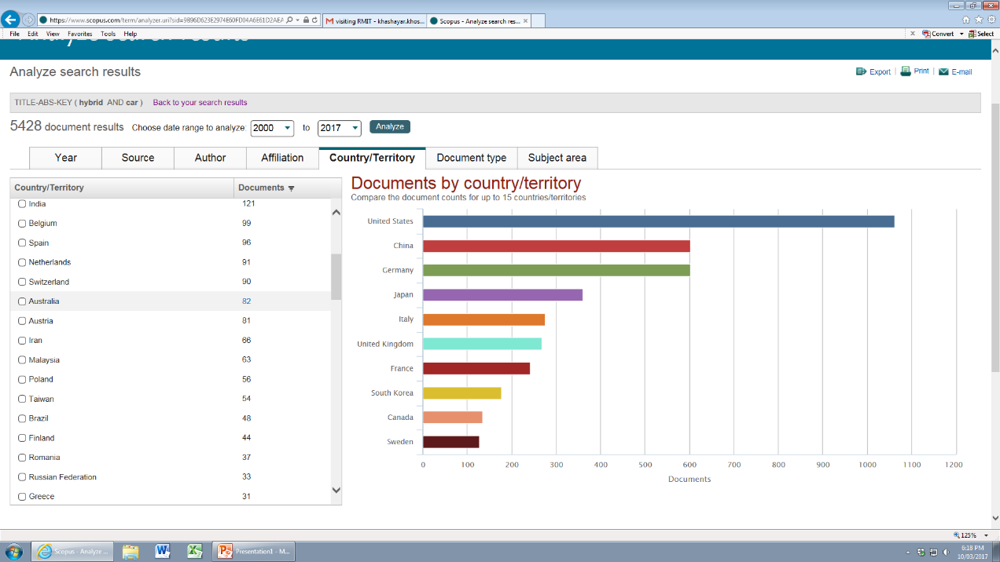 https://www.scopus.com/term/analyzer.uri?sid=9B96D623E2974E60FD04A6E61D2AEA
visiting RMIT - khashayar.khos...
Scopus - Analyze search res...
File Edit View Favorites Tools Help
Convert Select
Analyze search results
Export Print E-mail
TITLE-ABS-KEY ( hybrid AND car ) Back to your search results
5428 document results Choose date range to analyze: 2000 to 2017 Analyze
Year Source Author Affiliation Country/Territory Document type Subject area
Country/Territory Documents
India 121
Belgium 99
Spain 96
Netherlands 91
Switzerland 90
Australia 82
Austria 81
Iran 66
Malaysia 63
Poland 56
Taiwan 54
Brazil 48
Finland 44
Romania 37
Russian Federation 33
Greece 31
Documents by country/territory
Compare the document counts for up to 15 countries/territories
United States
China
Germany
Japan
Italy
United Kingdom
France
South Korea
Canada
Sweden
0 100 200 300 400 500 600 700 800 900 1000 1100 1200
Documents
125%
Scopus - Analyze ...
Presentation1 - M...
6:18 PM
10/03/2017